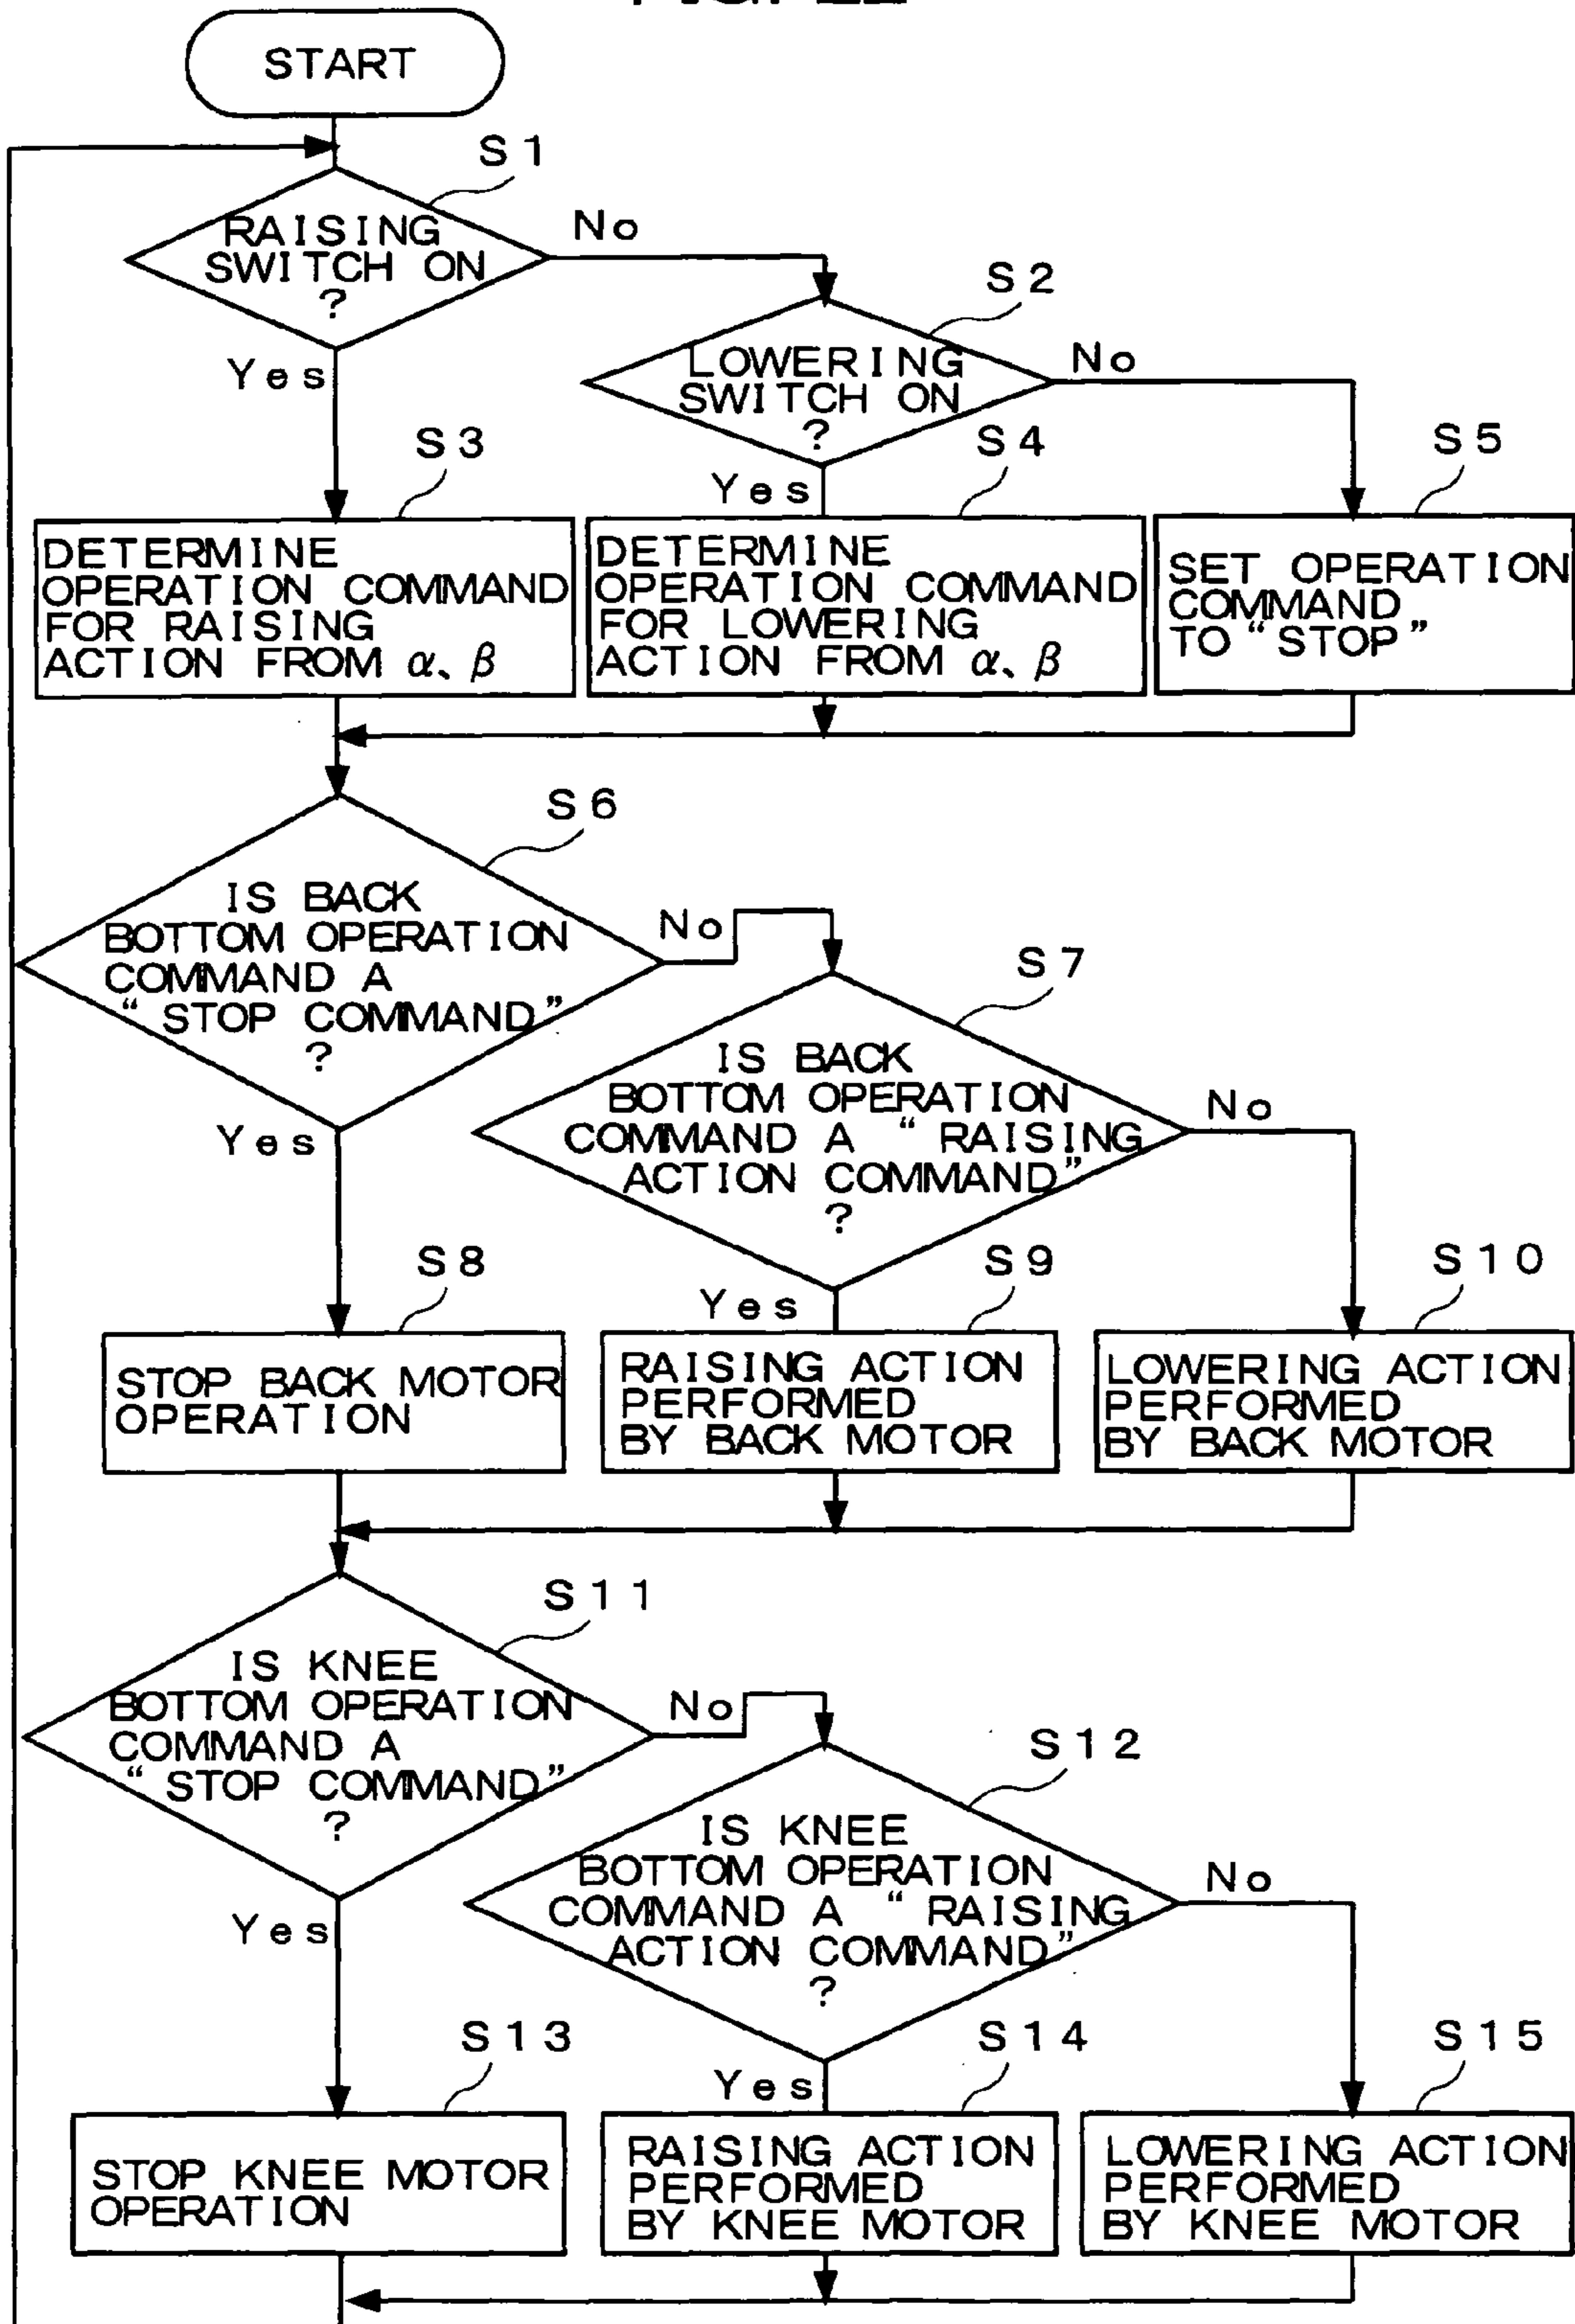 START
S1
RAISING
SWITCH ON
?
No
Yes
S2
LOWERING
SWITCH ON
?
No
Yes
S3
DETERMINE
OPERATION COMMAND
FOR RAISING
ACTION FROM α、β
S4
DETERMINE
OPERATION COMMAND
FOR LOWERING
ACTION FROM α、β
S5
SET OPERATION
COMMAND
TO “STOP”
S6
IS BACK
BOTTOM OPERATION
COMMAND A
“ STOP COMMAND”
?
No
Yes
S7
IS BACK
BOTTOM OPERATION
COMMAND A “ RAISING
ACTION COMMAND”
?
No
Yes
S8
STOP BACK MOTOR
OPERATION
S9
RAISING ACTION
PERFORMED
BY BACK MOTOR
S10
LOWERING ACTION
PERFORMED
BY BACK MOTOR
S11
IS KNEE
BOTTOM OPERATION
COMMAND A
“ STOP COMMAND”
?
No
Yes
S12
IS KNEE
BOTTOM OPERATION
COMMAND A “ RAISING
ACTION COMMAND”
?
No
Yes
S13
STOP KNEE MOTOR
OPERATION
S14
RAISING ACTION
PERFORMED
BY KNEE MOTOR
S15
LOWERING ACTION
PERFORMED
BY KNEE MOTOR